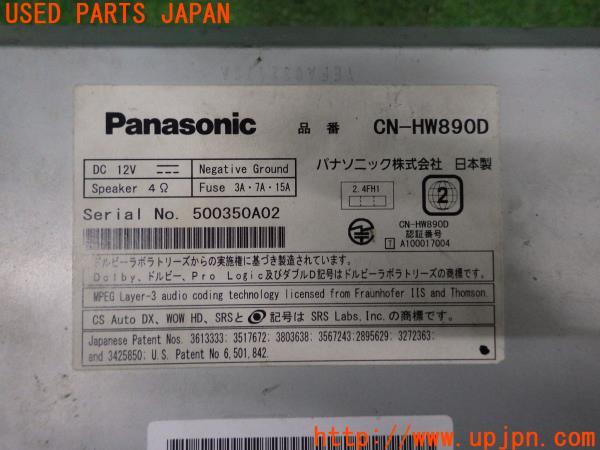 USED PARTS JAPAN
Panasonic 品番 CN-HW890D
DC 12V Negative Ground
Speaker 4Ω Fuse 3A・7A・15A
パナソニック株式会社 日本製
Serial No. 500350A02
2.4FH1
2
CN-HW890D
認証番号
T A100017004
ドルビーラボラトリーズからの実施権に基づき製造されています。
Dolby、ドルビー、Pro Logic及びダブルD記号はドルビーラボラトリーズの商標です。
MPEG Layer-3 audio coding technology licensed from Fraunhofer IIS and Thomson.
CS Auto DX, WOW HD, SRSと 記号は SRS Labs, Inc. の商標です。
Japanese Patent Nos. 3613333; 3517672; 3803638; 3567243; 2895629; 3272363;
and 3425850; U.S. Patent No 6,501,842.
http://www.upjpn.com/